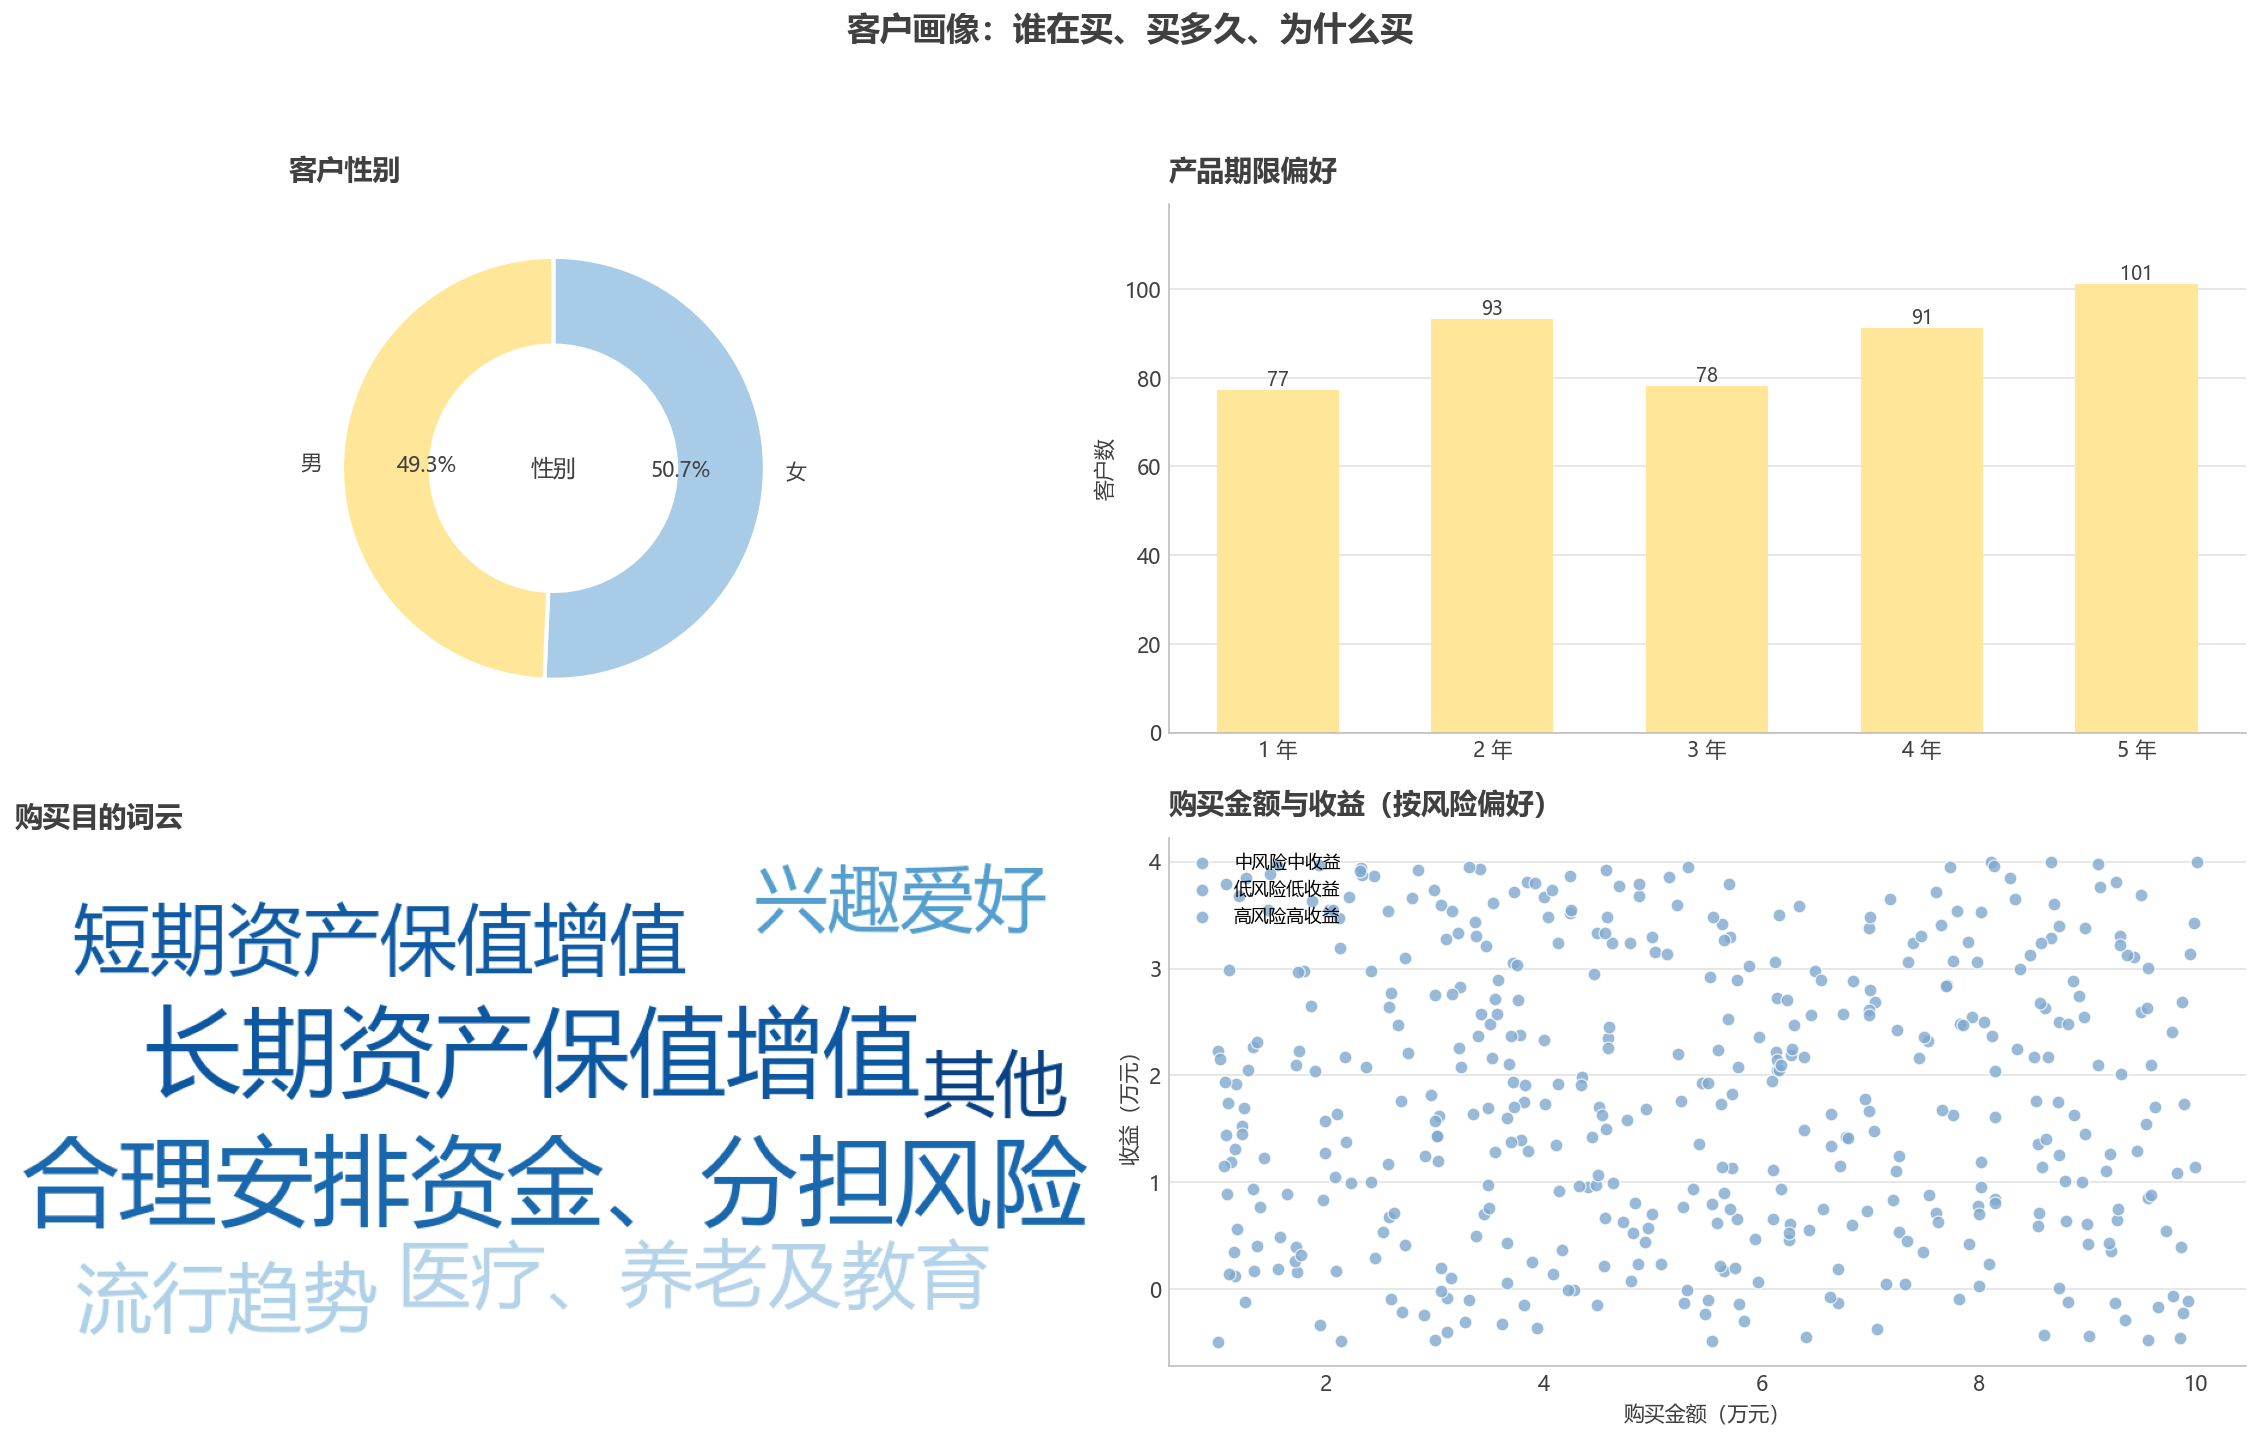 客户画像：谁在买、买多久、为什么买
客户性别
男
49.3%
性别
50.7%
女
产品期限偏好
客户数
100
80
60
40
20
0
77
93
78
91
101
1 年
2 年
3 年
4 年
5 年
购买目的词云
兴趣爱好
短期资产保值增值
长期资产保值增值
其他
合理安排资金、分担风险
医疗、养老及教育
流行趋势
购买金额与收益（按风险偏好）
中风险中收益
低风险低收益
高风险高收益
收益（万元）
4
3
2
1
0
2
4
6
8
10
购买金额（万元）